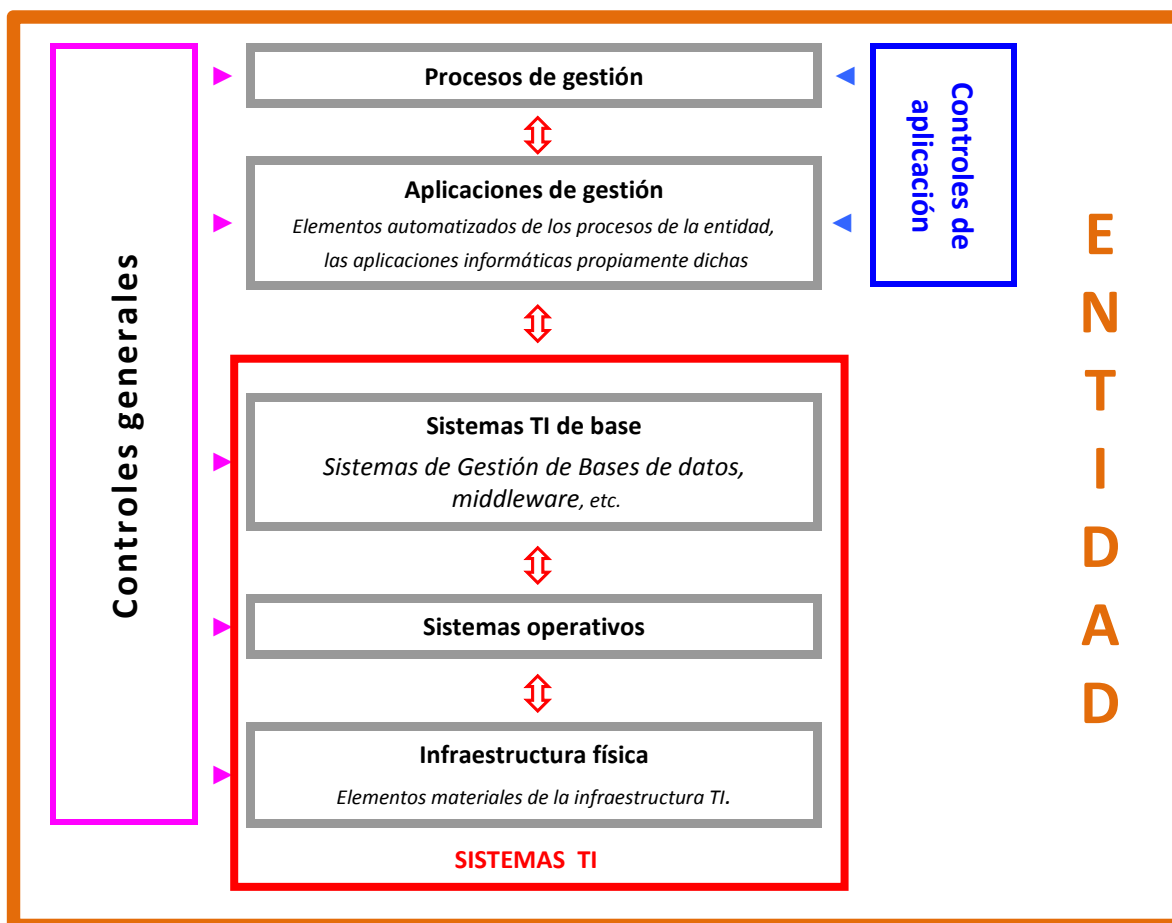 Controles generales
Procesos de gestión
Aplicaciones de gestión
Elementos automatizados de los procesos de la entidad,
las aplicaciones informáticas propiamente dichas
Controles de
aplicación
Sistemas TI de base
Sistemas de Gestión de Bases de datos,
middleware, etc.
Sistemas operativos
Infraestructura física
Elementos materiales de la infraestructura TI.
SISTEMAS TI
ENTIDAD